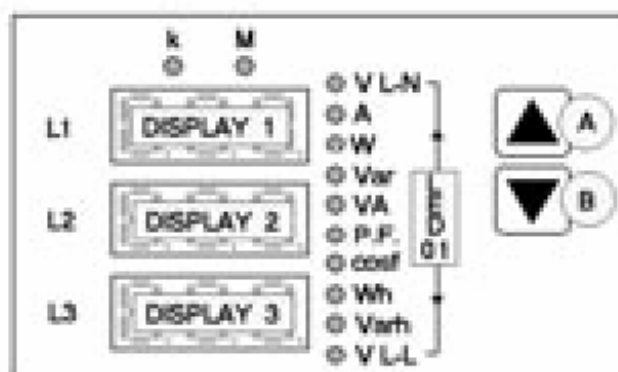 k M
V L-N
A
L1 DISPLAY 1 A
W
Var
L2 DISPLAY 2 VA B
P.F.
LED 01
cosf
Wh
L3 DISPLAY 3
Varh
V L-L